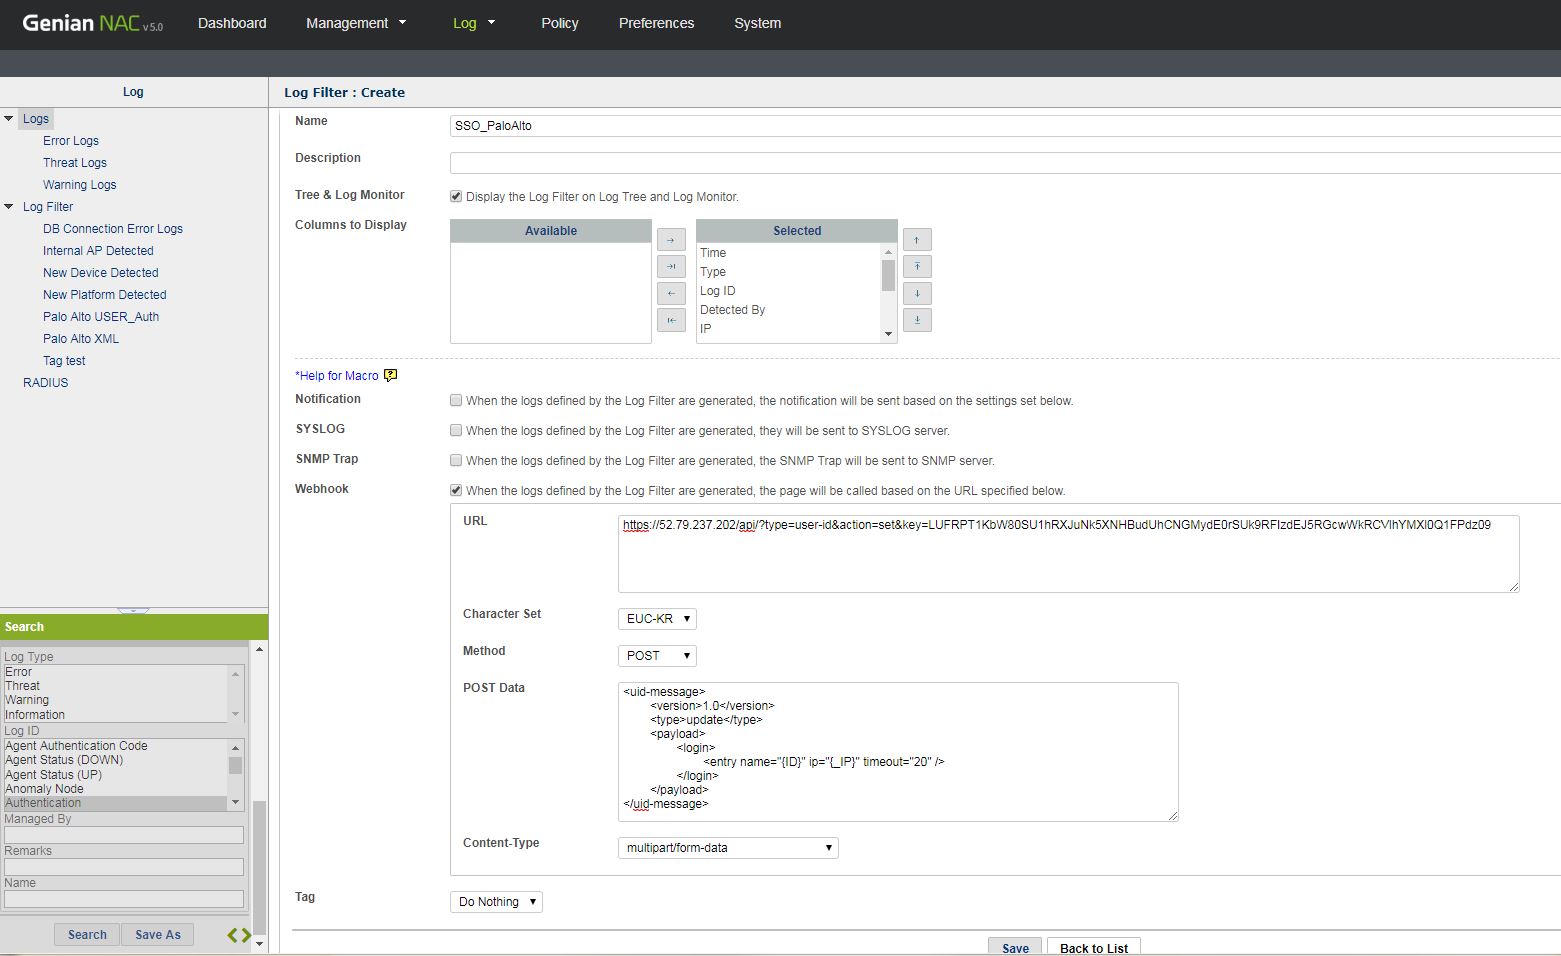 Genian NAC v5.0
Dashboard
Management
Log
Policy
Preferences
System
Log
Logs
Error Logs
Threat Logs
Warning Logs
Log Filter
DB Connection Error Logs
Internal AP Detected
New Device Detected
New Platform Detected
Palo Alto USER_Auth
Palo Alto XML
Tag test
RADIUS
Search
Log Type
Error
Threat
Warning
Information
Log ID
Agent Authentication Code
Agent Status (DOWN)
Agent Status (UP)
Anomaly Node
Authentication
Managed By
Remarks
Name
Search
Save As
Log Filter : Create
Name
SSO_PaloAlto
Description
Tree & Log Monitor
Display the Log Filter on Log Tree and Log Monitor.
Columns to Display
Available
Selected
Time
Type
Log ID
Detected By
IP
*Help for Macro
Notification
When the logs defined by the Log Filter are generated, the notification will be sent based on the settings set below.
SYSLOG
When the logs defined by the Log Filter are generated, they will be sent to SYSLOG server.
SNMP Trap
When the logs defined by the Log Filter are generated, the SNMP Trap will be sent to SNMP server.
Webhook
When the logs defined by the Log Filter are generated, the page will be called based on the URL specified below.
URL
https://52.79.237.202/api/?type=user-id&action=set&key=
Character Set
EUC-KR
Method
POST
POST Data
<uid-message>
<version>1.0</version>
<type>update</type>
<payload>
<login>
<entry name="{ID}" ip="{_IP}" timeout="20" />
</login>
</payload>
</uid-message>
Content-Type
multipart/form-data
Tag
Do Nothing
Save
Back to List